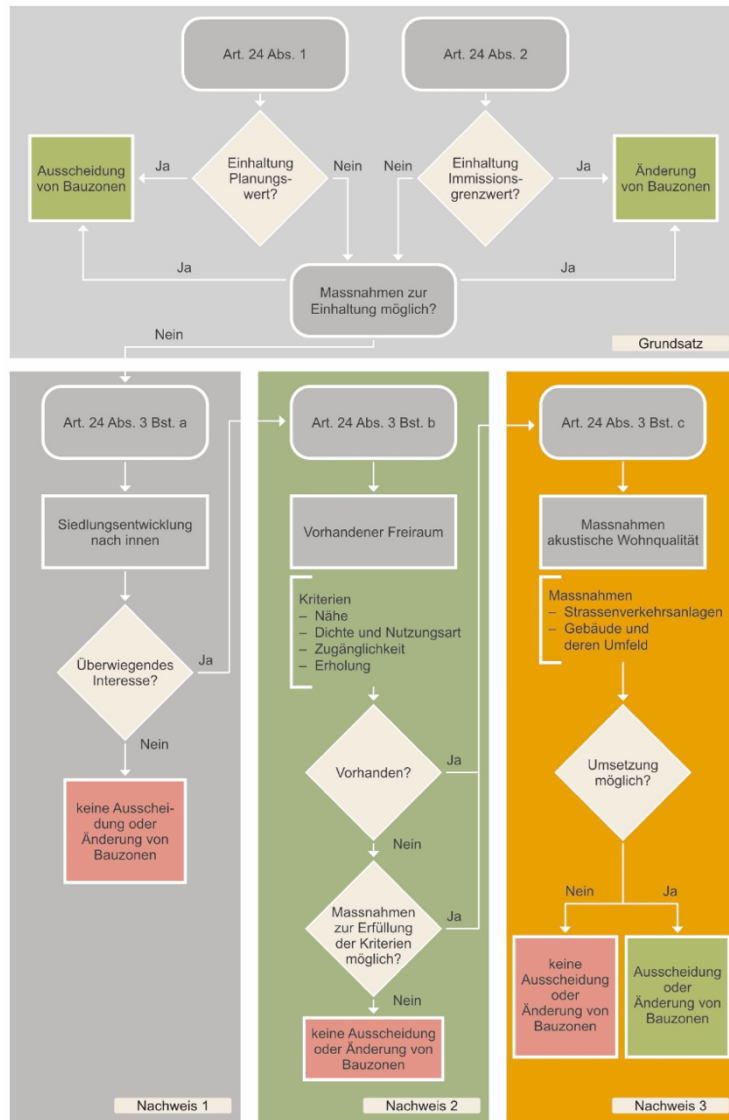 Art. 24 Abs. 1
Art. 24 Abs. 2
Ausscheidung
von Bauzonen
Ja
Einhaltung
Planungs-
wert?
Nein
Nein
Einhaltung
Immissions-
grenzwert?
Ja
Änderung
von Bauzonen
Ja
Massnahmen zur
Einhaltung möglich?
Ja
Nein
Grundsatz
Art. 24 Abs. 3 Bst. a
Siedlungsentwicklung
nach innen
Überwiegendes
Interesse?
Ja
Nein
keine Ausschei-
dung oder
Änderung von
Bauzonen
Nachweis 1
Art. 24 Abs. 3 Bst. b
Vorhandener Freiraum
Kriterien
– Nähe
– Dichte und Nutzungsart
– Zugänglichkeit
– Erholung
Vorhanden?
Ja
Nein
Massnahmen
zur Erfüllung
der Kriterien
möglich?
Ja
Nein
keine Ausscheidung
oder Änderung von
Bauzonen
Nachweis 2
Art. 24 Abs. 3 Bst. c
Massnahmen
akustische Wohnqualität
Massnahmen
– Strassenverkehrsanlagen
– Gebäude und
deren Umfeld
Umsetzung
möglich?
Nein
Ja
keine
Ausscheidung
oder
Änderung von
Bauzonen
Ausscheidung
oder
Änderung von
Bauzonen
Nachweis 3